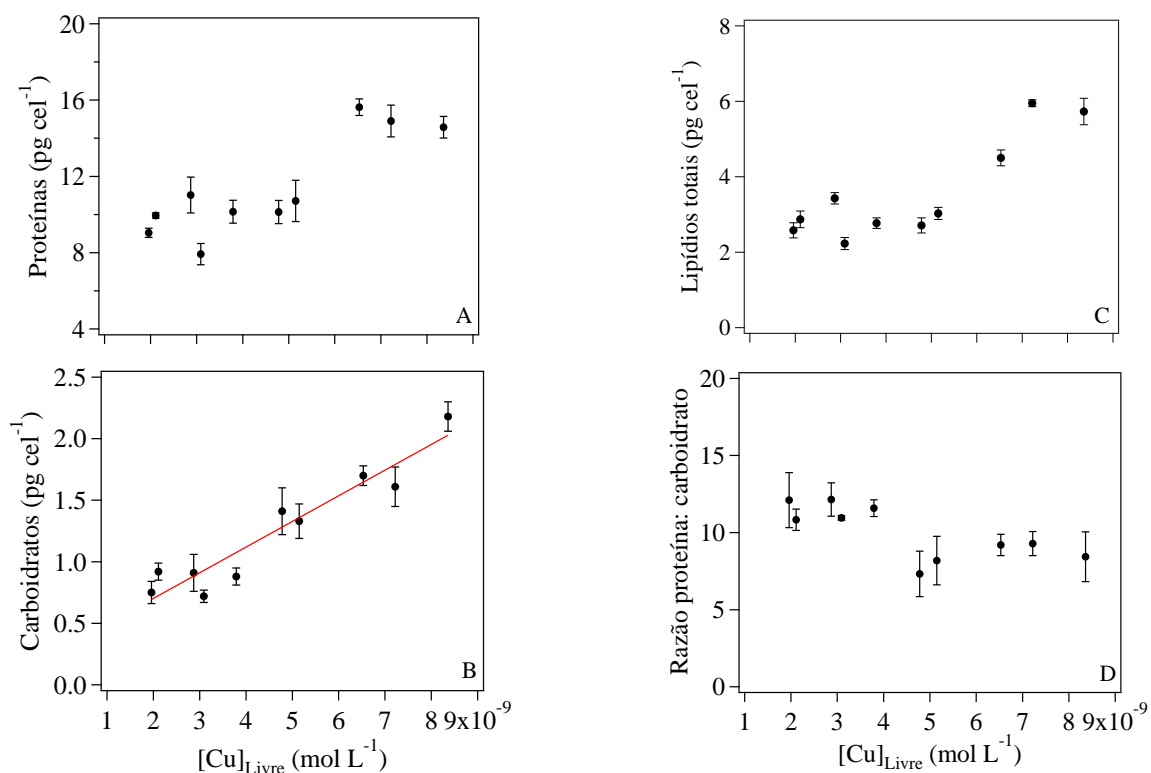 Proteínas (pg cel⁻¹)
20
16
12
8
4
A
Carboidratos (pg cel⁻¹)
2.5
2.0
1.5
1.0
0.5
0.0
B
1 2 3 4 5 6 7 8 9x10⁻⁹
[Cu]Livre (mol L⁻¹)
Lipídios totais (pg cel⁻¹)
8
6
4
2
0
C
Razão proteína: carboidrato
20
15
10
5
0
D
1 2 3 4 5 6 7 8 9x10⁻⁹
[Cu]Livre (mol L⁻¹)